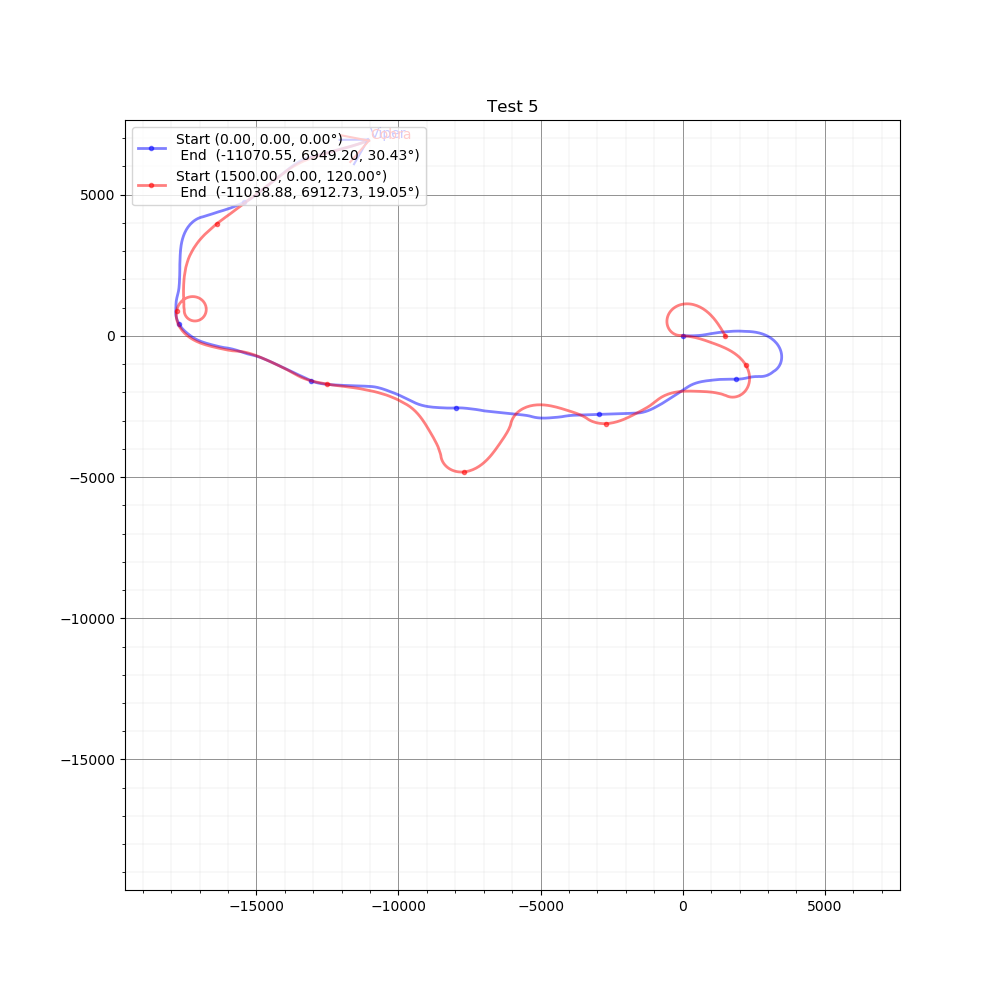 Test 5
Start (0.00, 0.00, 0.00°)
End (-11070.55, 6949.20, 30.43°)
Start (1500.00, 0.00, 120.00°)
End (-11038.88, 6912.73, 19.05°)
5000
0
−5000
−10000
−15000
−15000
−10000
−5000
0
5000